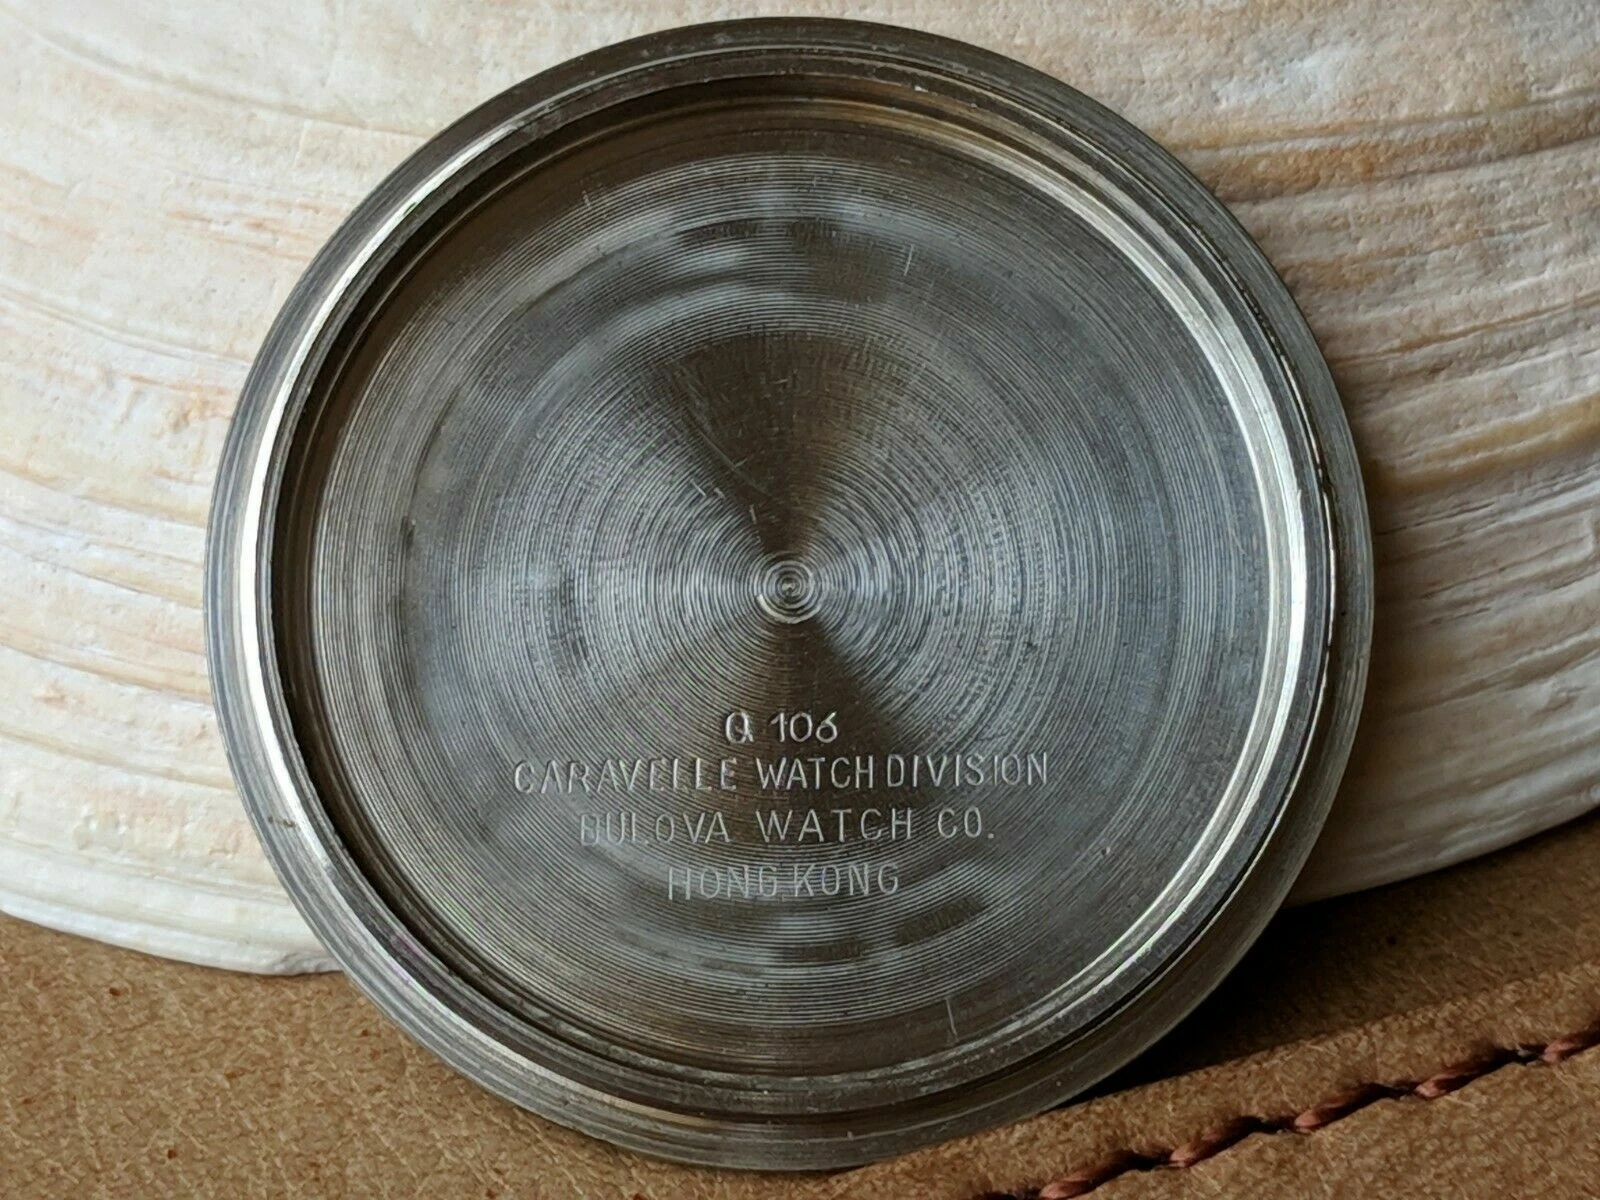 Q 106
CARAVELLE WATCH DIVISION
BULOVA WATCH CO.
HONG KONG